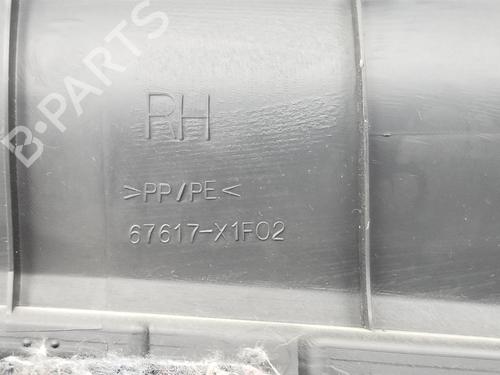 B-PARTS
RH
>PP/PE<
67617-X1F02